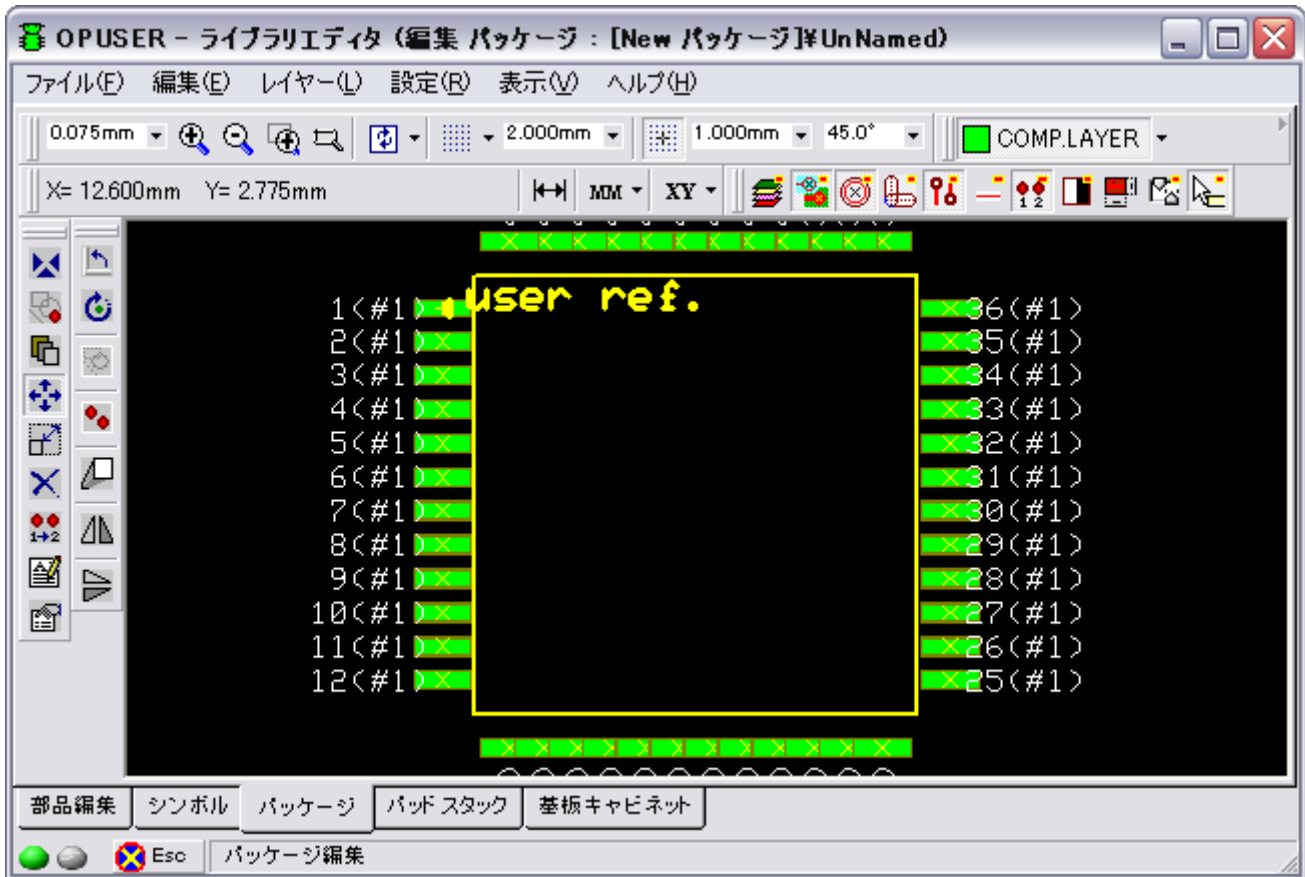 OPUSER - ライブラリエディタ (編集 パッケージ : [New パッケージ]¥UnNamed)
ファイル(F) 編集(E) レイヤー(L) 設定(R) 表示(V) ヘルプ(H)
0.075mm 2.000mm 1.000mm 45.0° COMP.LAYER
X= 12.600mm Y= 2.775mm MM XY
user ref.
1(#1) 36(#1)
2(#1) 35(#1)
3(#1) 34(#1)
4(#1) 33(#1)
5(#1) 32(#1)
6(#1) 31(#1)
7(#1) 30(#1)
8(#1) 29(#1)
9(#1) 28(#1)
10(#1) 27(#1)
11(#1) 26(#1)
12(#1) 25(#1)
部品編集 シンボル パッケージ パッド スタック 基板キャビネット
Esc パッケージ編集